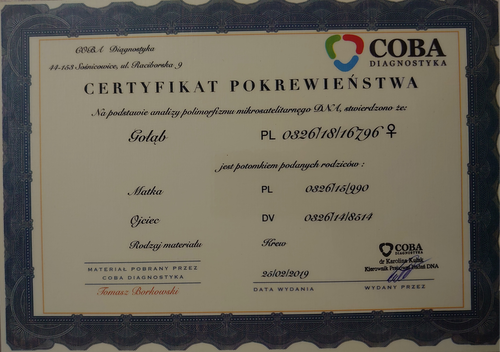 COBA Diagnostyka
44-153 Sośnicowice, ul. Raciborska 9
COBA
DIAGNOSTYKA
CERTYFIKAT POKREWIEŃSTWA
Na podstawie analizy polimorfizmu mikrosatelitarnego DNA, stwierdzono że:
Gołąb PL 0326/18/16796 ♀
jest potomkiem podanych rodziców :
Matka PL 0326/15/990
Ojciec DV 0326/14/8514
Rodzaj materiału Krew
MATERIAŁ POBRANY PRZEZ
COBA DIAGNOSTYKA
Tomasz Borkowski
25/02/2019
DATA WYDANIA
COBA
DIAGNOSTYKA
dr Karolina
Kierownik DNA
WYDANY PRZEZ